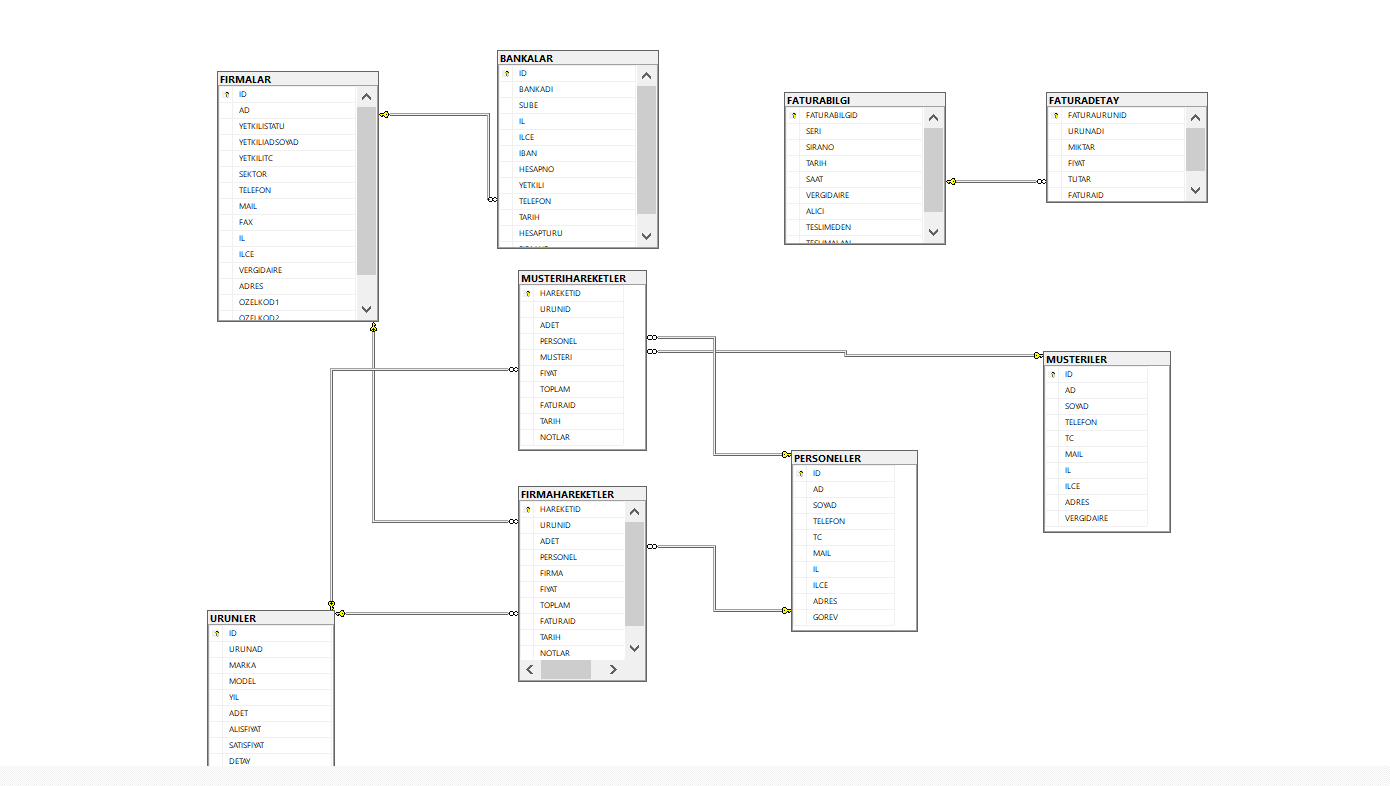 FIRMALAR
ID
AD
YETKILISTATU
YETKILIADSOYAD
YETKILITC
SEKTOR
TELEFON
MAIL
FAX
IL
ILCE
VERGIDAIRE
ADRES
OZELKOD1
OZELKOD2
BANKALAR
ID
BANKADI
SUBE
IL
ILCE
IBAN
HESAPNO
YETKILI
TELEFON
TARIH
HESAPTURU
FATURABILGI
FATURABILGID
SERI
SIRANO
TARIH
SAAT
VERGIDAIRE
ALICI
TESLIMEDEN
TESLIMALAN
FATURADETAY
FATURAURUNID
URUNADI
MIKTAR
FIYAT
TUTAR
FATURAID
MUSTERIHAREKETLER
HAREKETID
URUNID
ADET
PERSONEL
MUSTERI
FIYAT
TOPLAM
FATURAID
TARIH
NOTLAR
MUSTERILER
ID
AD
SOYAD
TELEFON
TC
MAIL
IL
ILCE
ADRES
VERGIDAIRE
PERSONELLER
ID
AD
SOYAD
TELEFON
TC
MAIL
IL
ILCE
ADRES
GOREV
FIRMAHAREKETLER
HAREKETID
URUNID
ADET
PERSONEL
FIRMA
FIYAT
TOPLAM
FATURAID
TARIH
NOTLAR
URUNLER
ID
URUNAD
MARKA
MODEL
YIL
ADET
ALISFIYAT
SATISFIYAT
DETAY